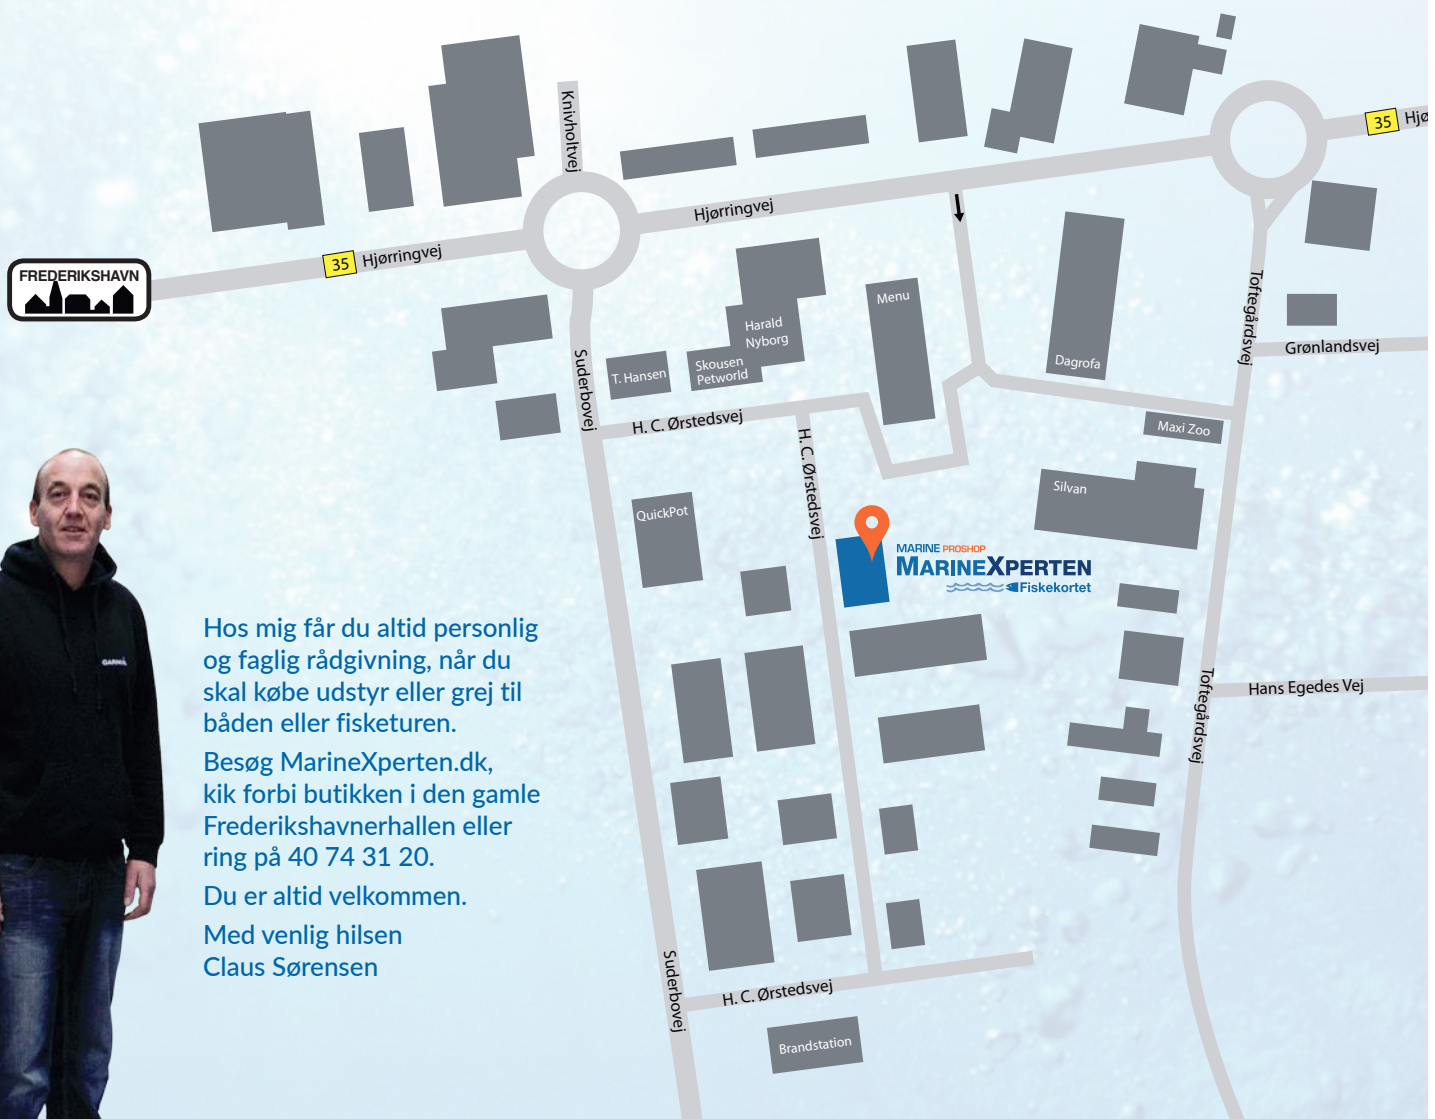 Knivholtvej
35
Hjø
Hjørringvej
35
Hjørringvej
FREDERIKSHAVN
Menu
Harald
Nyborg
Skousen
Petworld
T. Hansen
Dagrofa
Toftegårdsvej
Grønlandsvej
Suderbovej
H. C. Ørstedsvej
H. C. Ørstedsvej
Maxi Zoo
Silvan
QuickPot
MARINE PROSHOP
MARINEXPERTEN
Fiskekortet
GARMIN
Hos mig får du altid personlig
og faglig rådgivning, når du
skal købe udstyr eller grej til
båden eller fisketuren.
Besøg MarineXperten.dk,
kik forbi butikken i den gamle
Frederikshavnerhallen eller
ring på 40 74 31 20.
Du er altid velkommen.
Med venlig hilsen
Claus Sørensen
Toftegårdsvej
Hans Egedes Vej
Suderbovej
H. C. Ørstedsvej
Brandstation